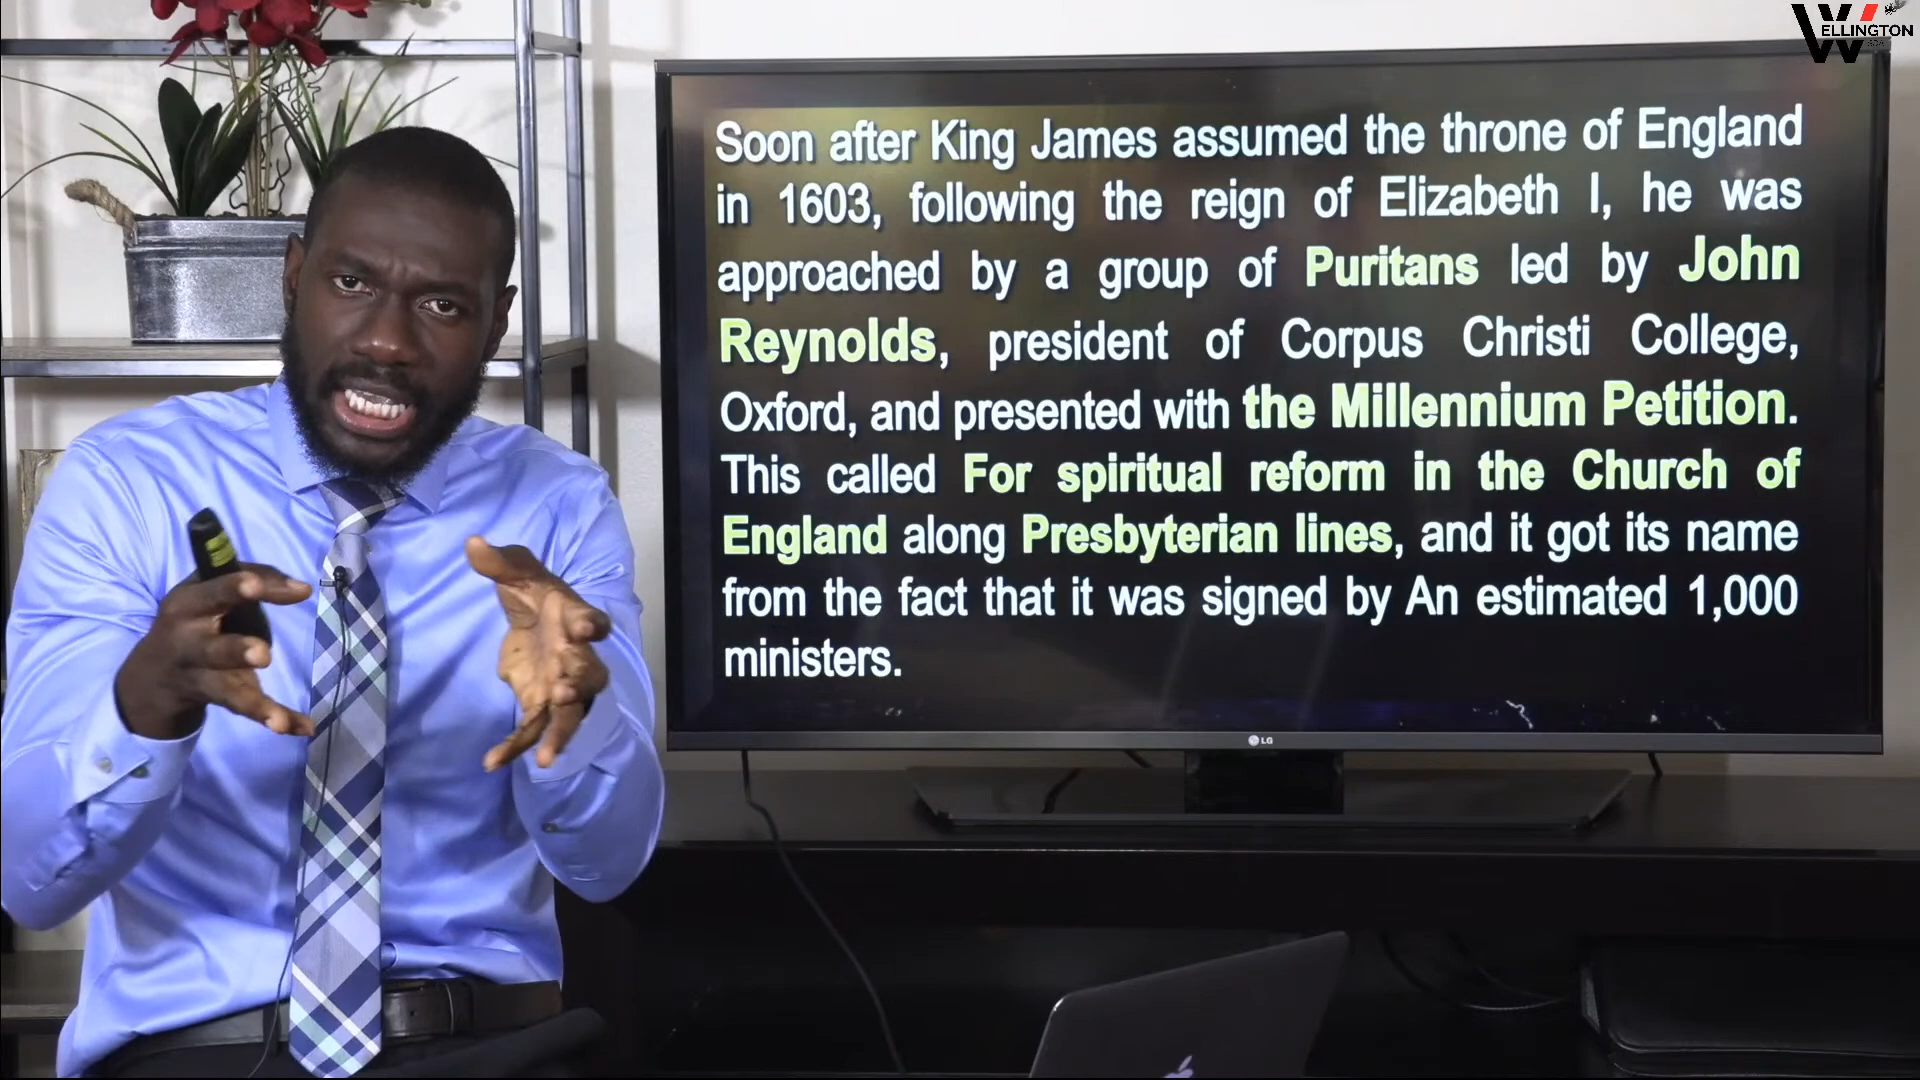 WELLINGTON
SDA
Soon after King James assumed the throne of England
in 1603, following the reign of Elizabeth I, he was
approached by a group of Puritans led by John
Reynolds, president of Corpus Christi College,
Oxford, and presented with the Millennium Petition.
This called For spiritual reform in the Church of
England along Presbyterian lines, and it got its name
from the fact that it was signed by An estimated 1,000
ministers.
LG